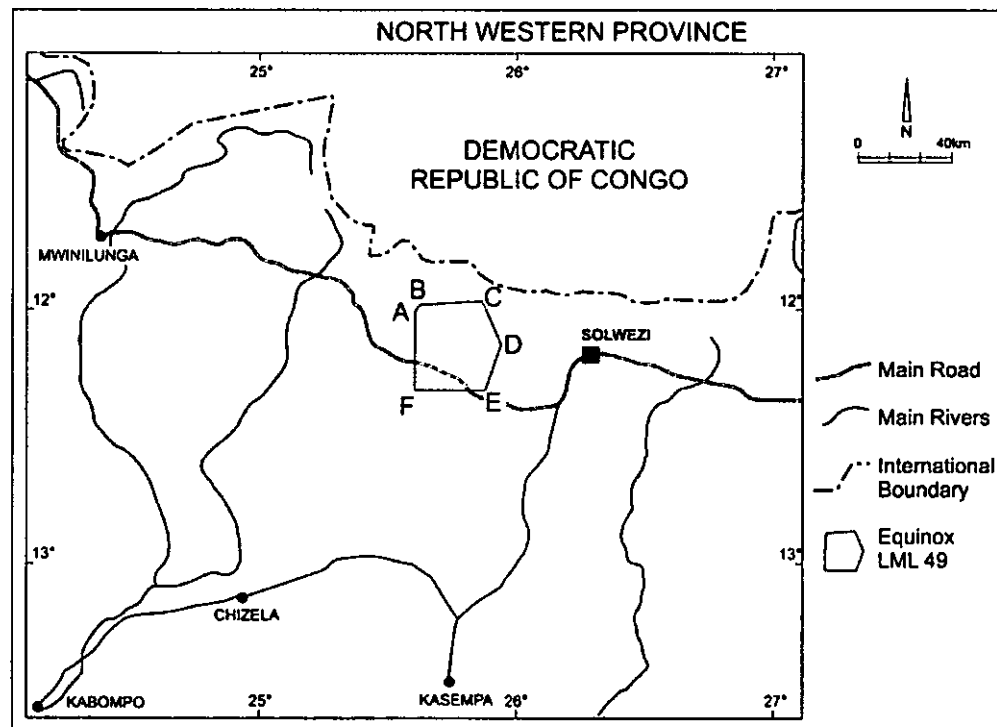 NORTH WESTERN PROVINCE
25°
26°
27°
N
0
40km
DEMOCRATIC
REPUBLIC OF CONGO
MWINILUNGA
12°
12°
B
C
A
D
SOLWEZI
F
E
Main Road
Main Rivers
International
Boundary
Equinox
LML 49
13°
13°
CHIZELA
KABOMPO
KASEMPA
25°
26°
27°